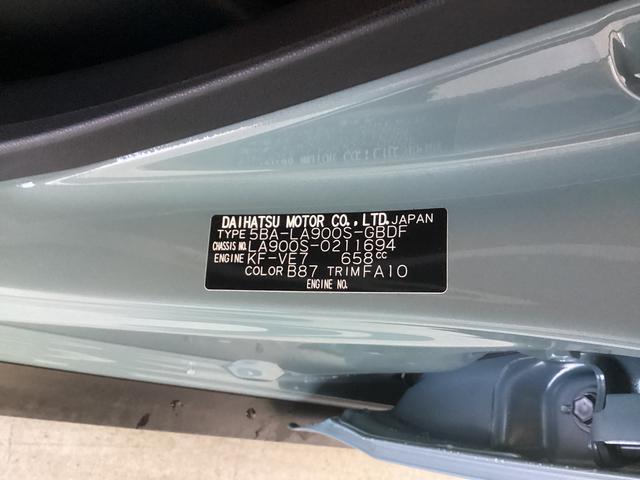 DAIHATSU MOTOR CO., LTD. JAPAN
TYPE 5BA-LA900S-GBDF
CHASSIS NO. LA900S-0211694
ENGINE KF-VE7 658cc
COLOR B87 TRIM FA10
ENGINE NO.